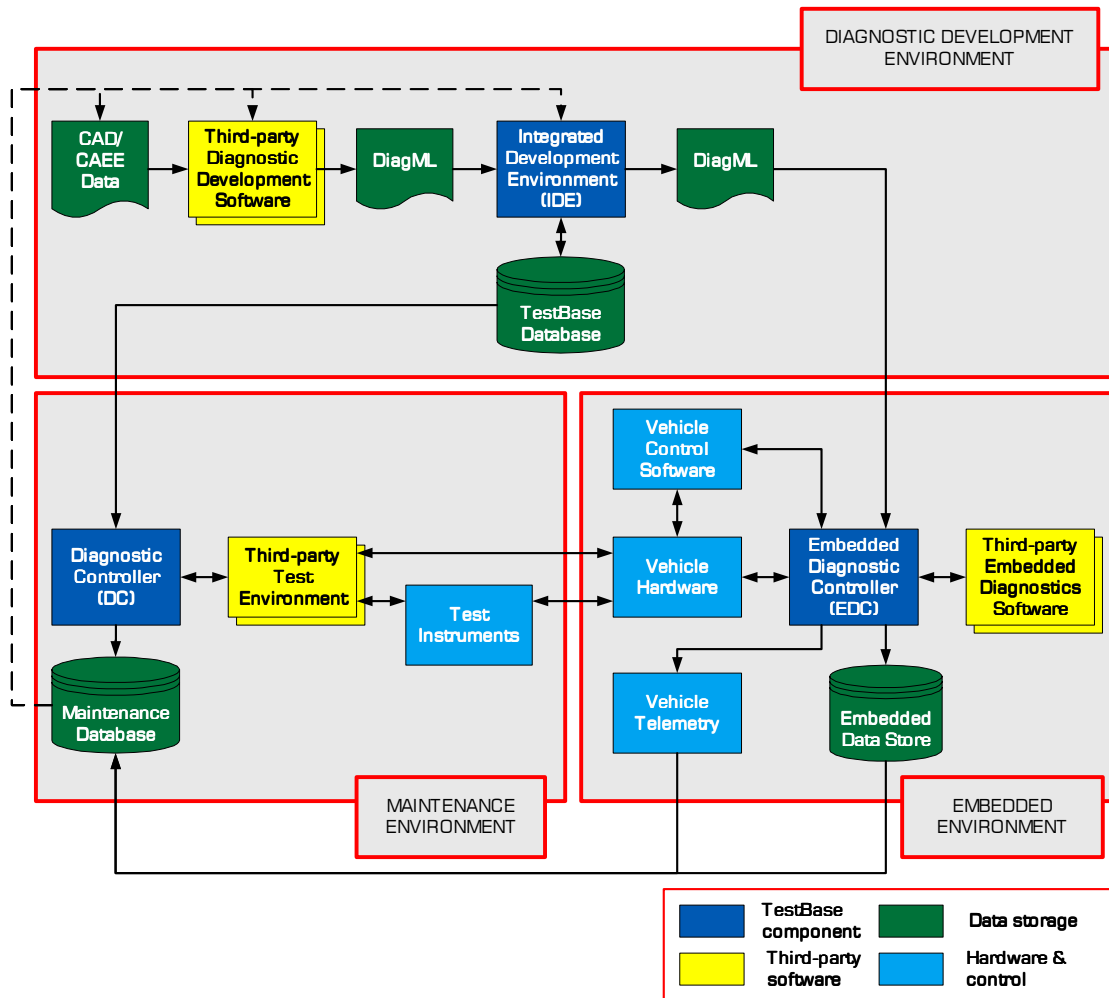 DIAGNOSTIC DEVELOPMENT
ENVIRONMENT
CAD/
CAEE
Data
Third-party
Diagnostic
Development
Software
DiagML
Integrated
Development
Environment
(IDE)
DiagML
TestBase
Database
Vehicle
Control
Software
Diagnostic
Controller
(DC)
Third-party
Test
Environment
Vehicle
Hardware
Embedded
Diagnostic
Controller
(EDC)
Third-party
Embedded
Diagnostics
Software
Test
Instruments
Maintenance
Database
Vehicle
Telemetry
Embedded
Data Store
MAINTENANCE
ENVIRONMENT
EMBEDDED
ENVIRONMENT
TestBase
component
Data storage
Third-party
software
Hardware &
control